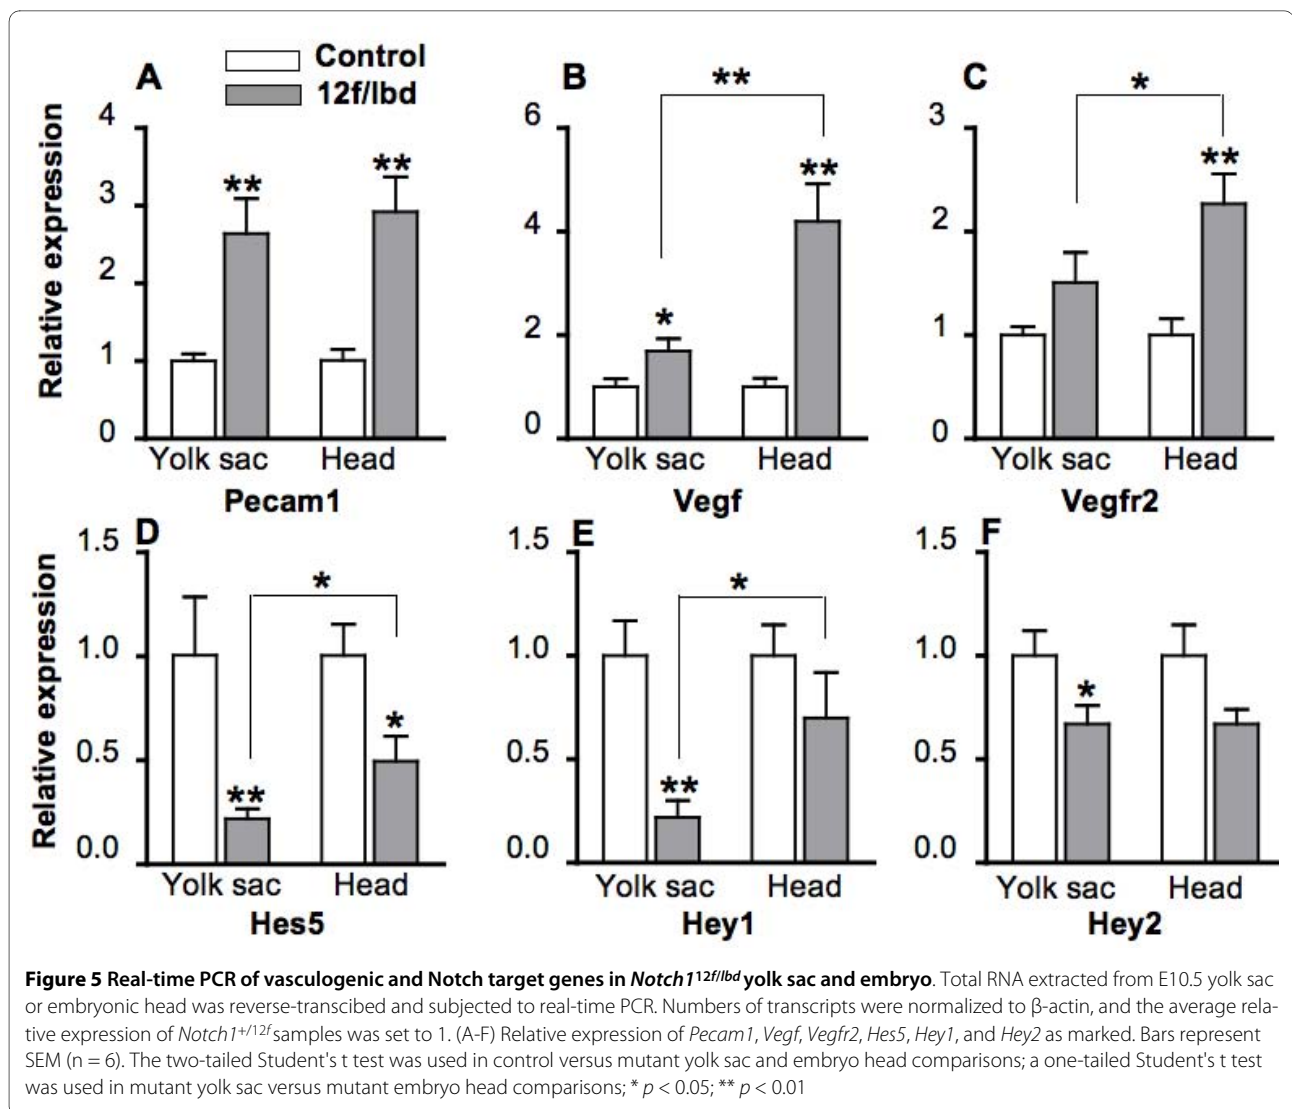 Control
12f/lbd
A
**
**
Relative expression
4
3
2
1
0
Yolk sac Head
Pecam1
B
**
**
*
6
4
2
0
Yolk sac Head
Vegf
C
*
**
3
2
1
0
Yolk sac Head
Vegfr2
D
*
**
*
Relative expression
1.5
1.0
0.5
0.0
Yolk sac Head
Hes5
E
*
**
1.5
1.0
0.5
0.0
Yolk sac Head
Hey1
F
*
1.5
1.0
0.5
0.0
Yolk sac Head
Hey2
Figure 5 Real-time PCR of vasculogenic and Notch target genes in Notch112f/lbd yolk sac and embryo. Total RNA extracted from E10.5 yolk sac
or embryonic head was reverse-transcibed and subjected to real-time PCR. Numbers of transcripts were normalized to β-actin, and the average rela-
tive expression of Notch1+/12f samples was set to 1. (A-F) Relative expression of Pecam1, Vegf, Vegfr2, Hes5, Hey1, and Hey2 as marked. Bars represent
SEM (n = 6). The two-tailed Student's t test was used in control versus mutant yolk sac and embryo head comparisons; a one-tailed Student's t test
was used in mutant yolk sac versus mutant embryo head comparisons; * p < 0.05; ** p < 0.01